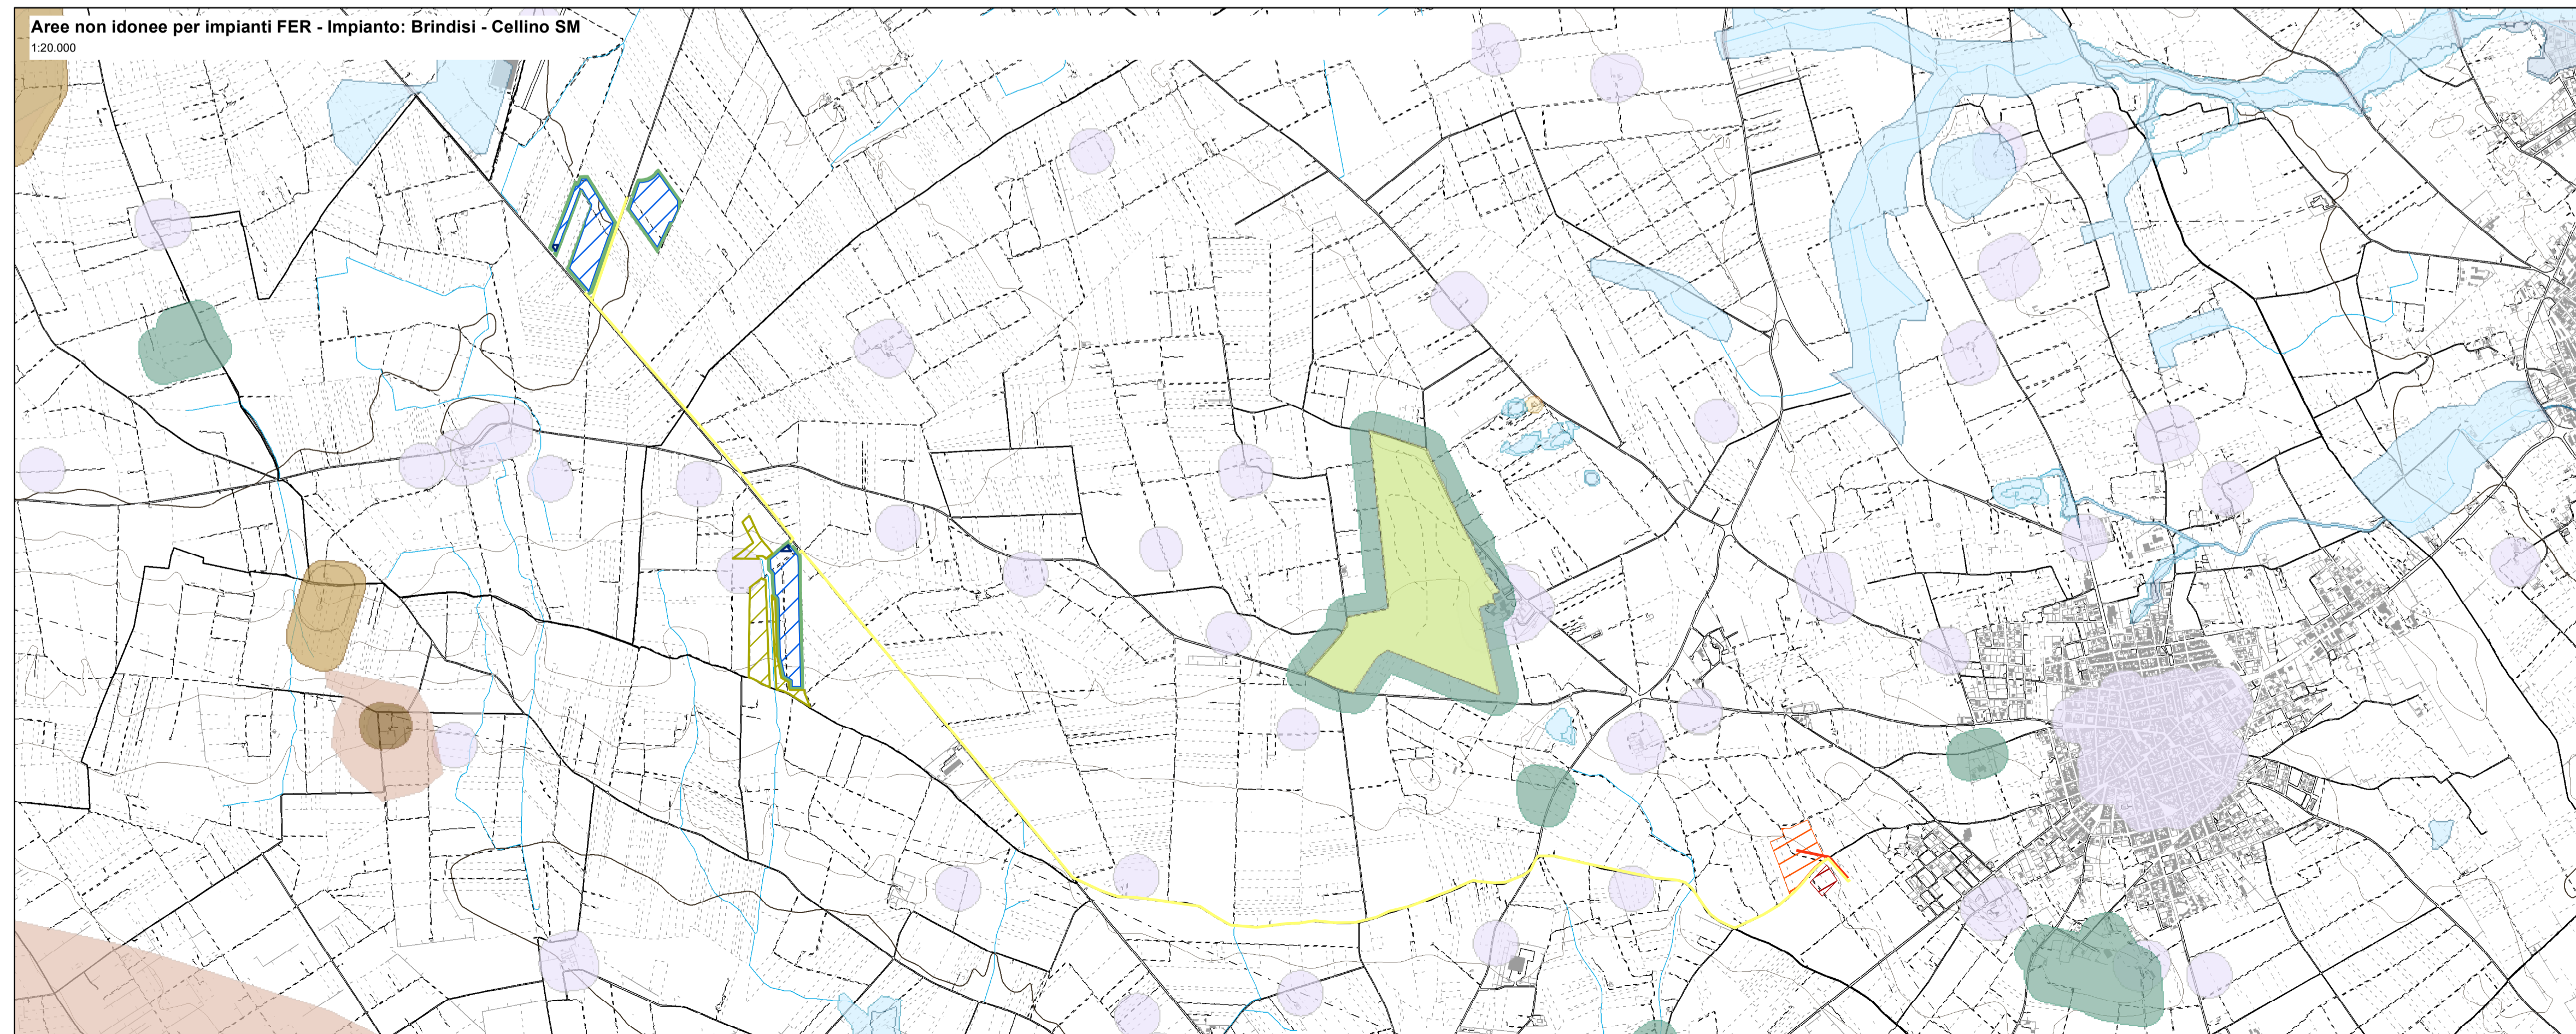 Aree non idonee per impianti FER - Impianto: Brindisi - Cellino SM
1:20.000